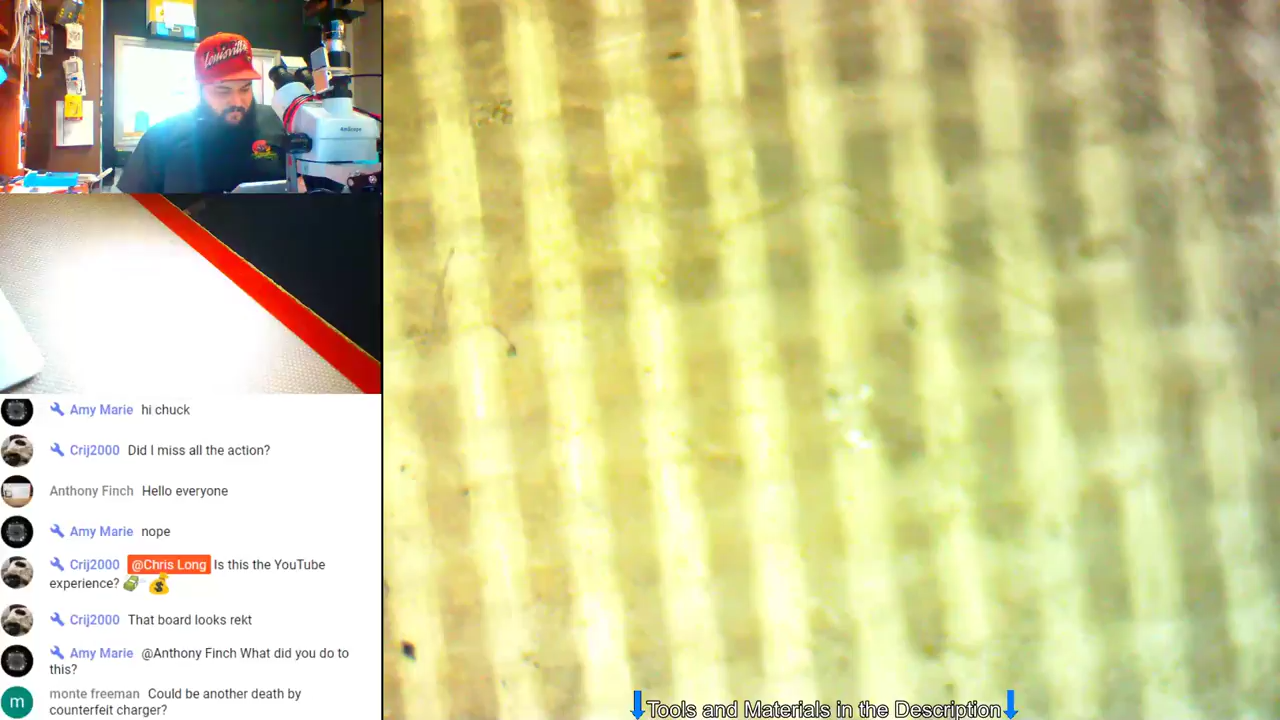 Louisville
AmScope
Amy Marie hi chuck
Crij2000 Did I miss all the action?
Anthony Finch Hello everyone
Amy Marie nope
Crij2000 @Chris Long Is this the YouTube
experience?
Crij2000 That board looks rekt
Amy Marie @Anthony Finch What did you do to
this?
m
monte freeman Could be another death by
counterfeit charger?
Tools and Materials in the Description